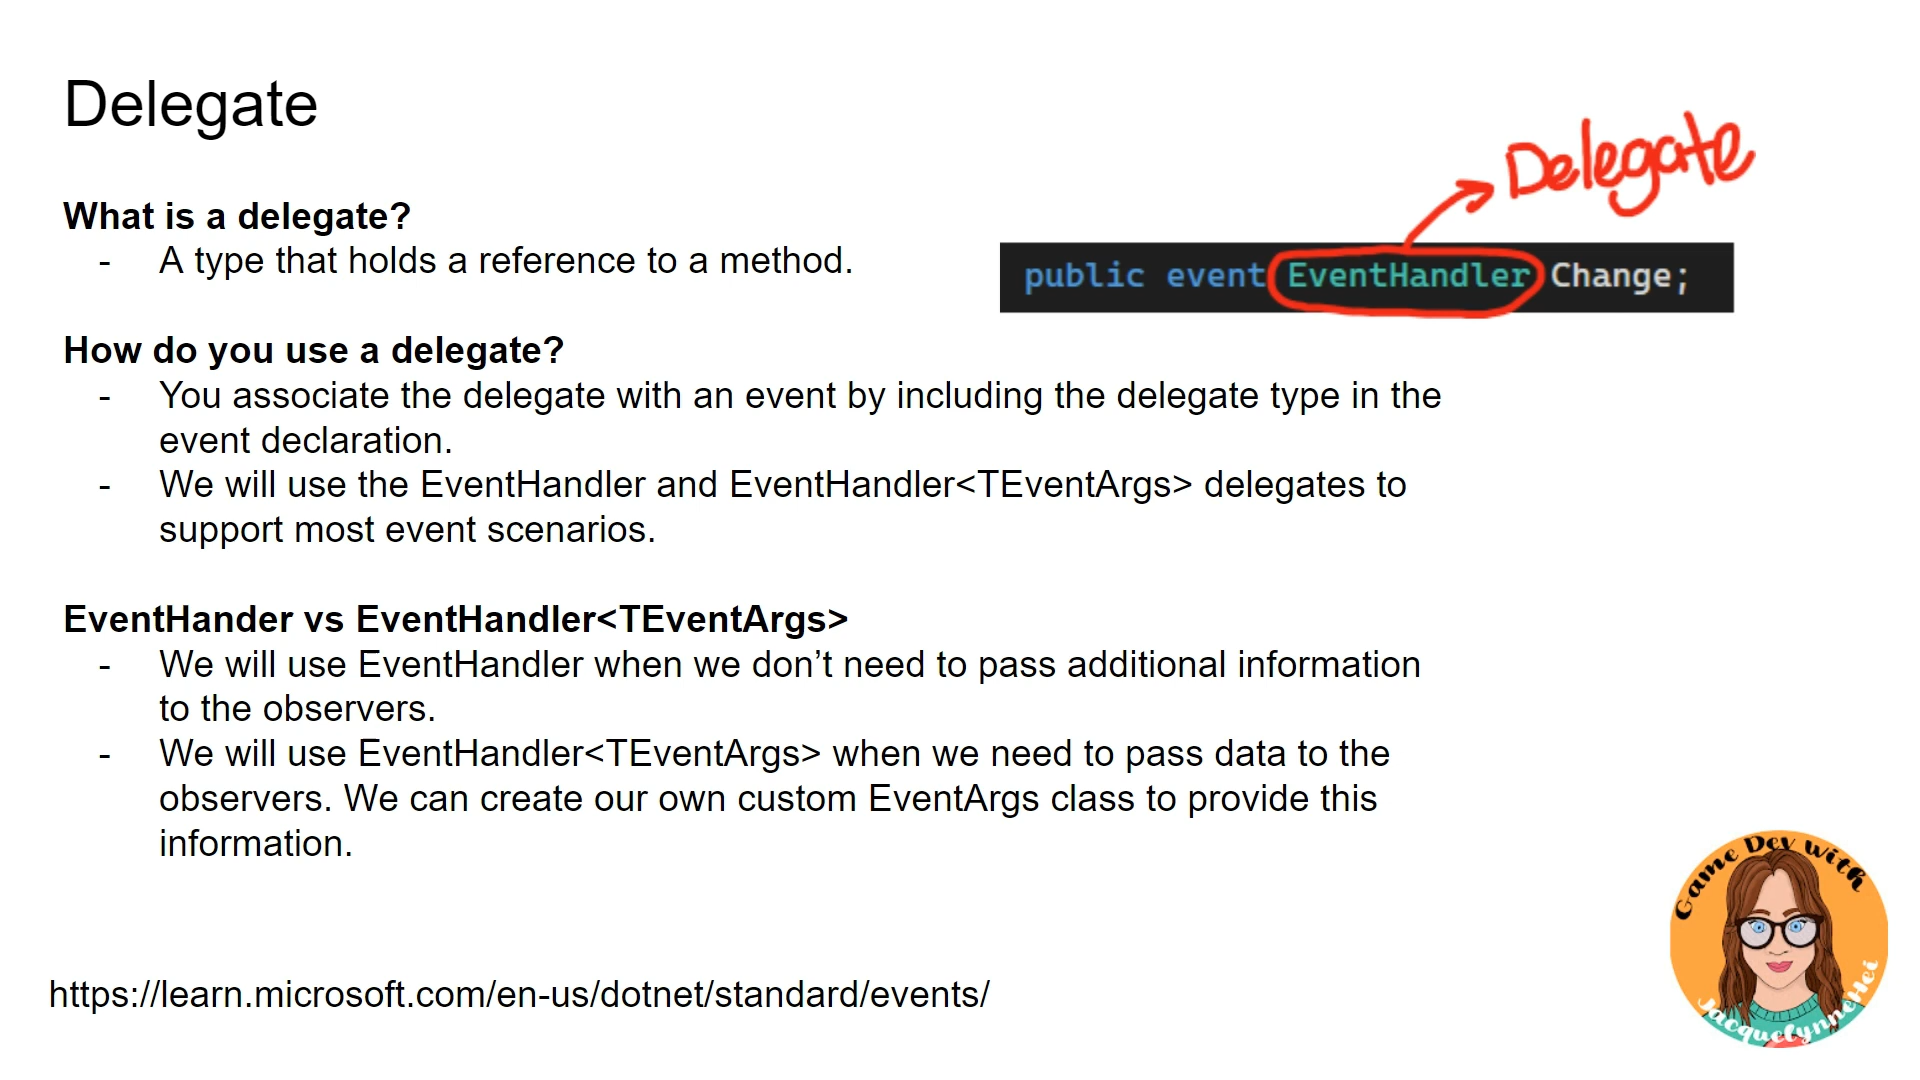 Delegate
Delegate
public event EventHandler Change;
What is a delegate?
- A type that holds a reference to a method.
How do you use a delegate?
- You associate the delegate with an event by including the delegate type in the
event declaration.
- We will use the EventHandler and EventHandler<TEventArgs> delegates to
support most event scenarios.
EventHander vs EventHandler<TEventArgs>
- We will use EventHandler when we don’t need to pass additional information
to the observers.
- We will use EventHandler<TEventArgs> when we need to pass data to the
observers. We can create our own custom EventArgs class to provide this
information.
Game Dev with
JacquelynneHei
https://learn.microsoft.com/en-us/dotnet/standard/events/